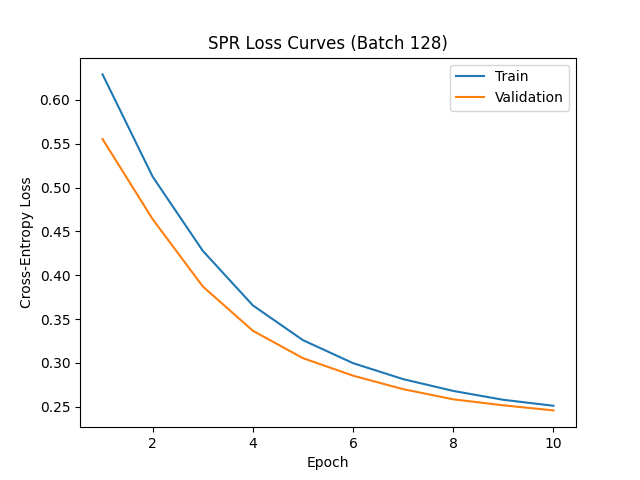 SPR Loss Curves (Batch 128)
Train
Validation
0.60
0.55
0.50
0.45
0.40
0.35
0.30
0.25
Cross-Entropy Loss
2
4
6
8
10
Epoch